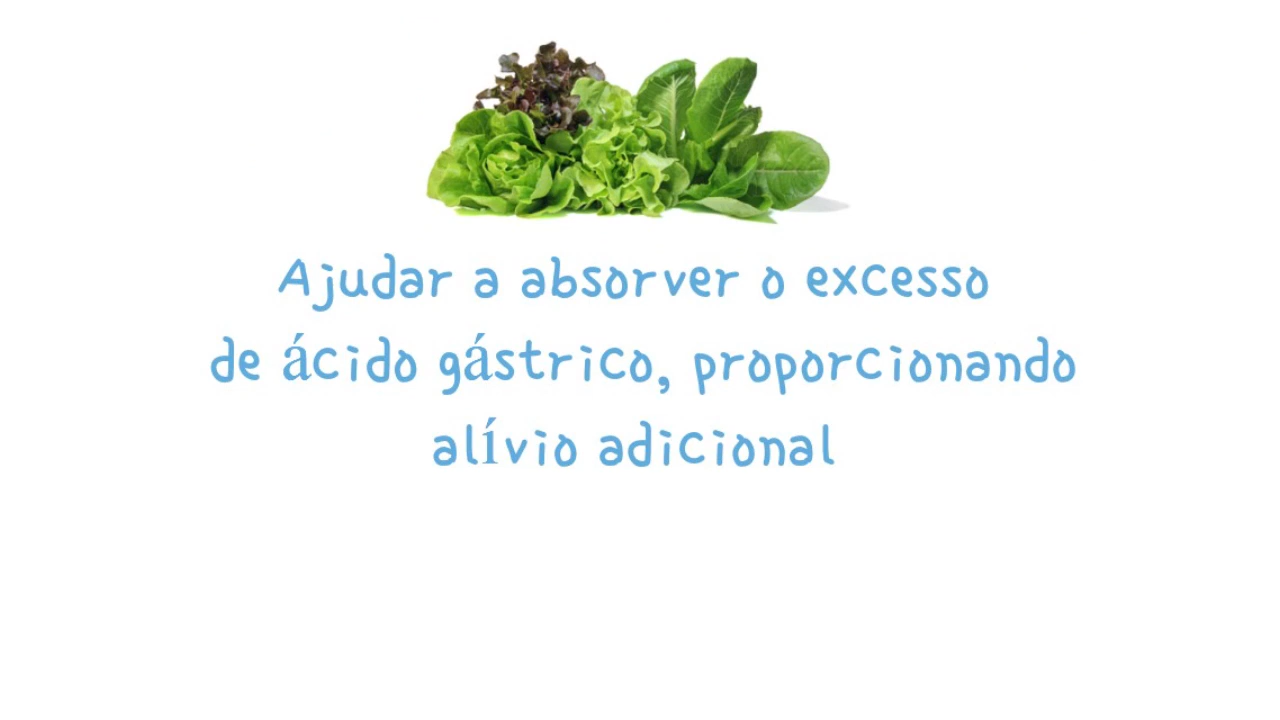 Ajudar a absorver o excesso
de ácido gástrico, proporcionando
alívio adicional